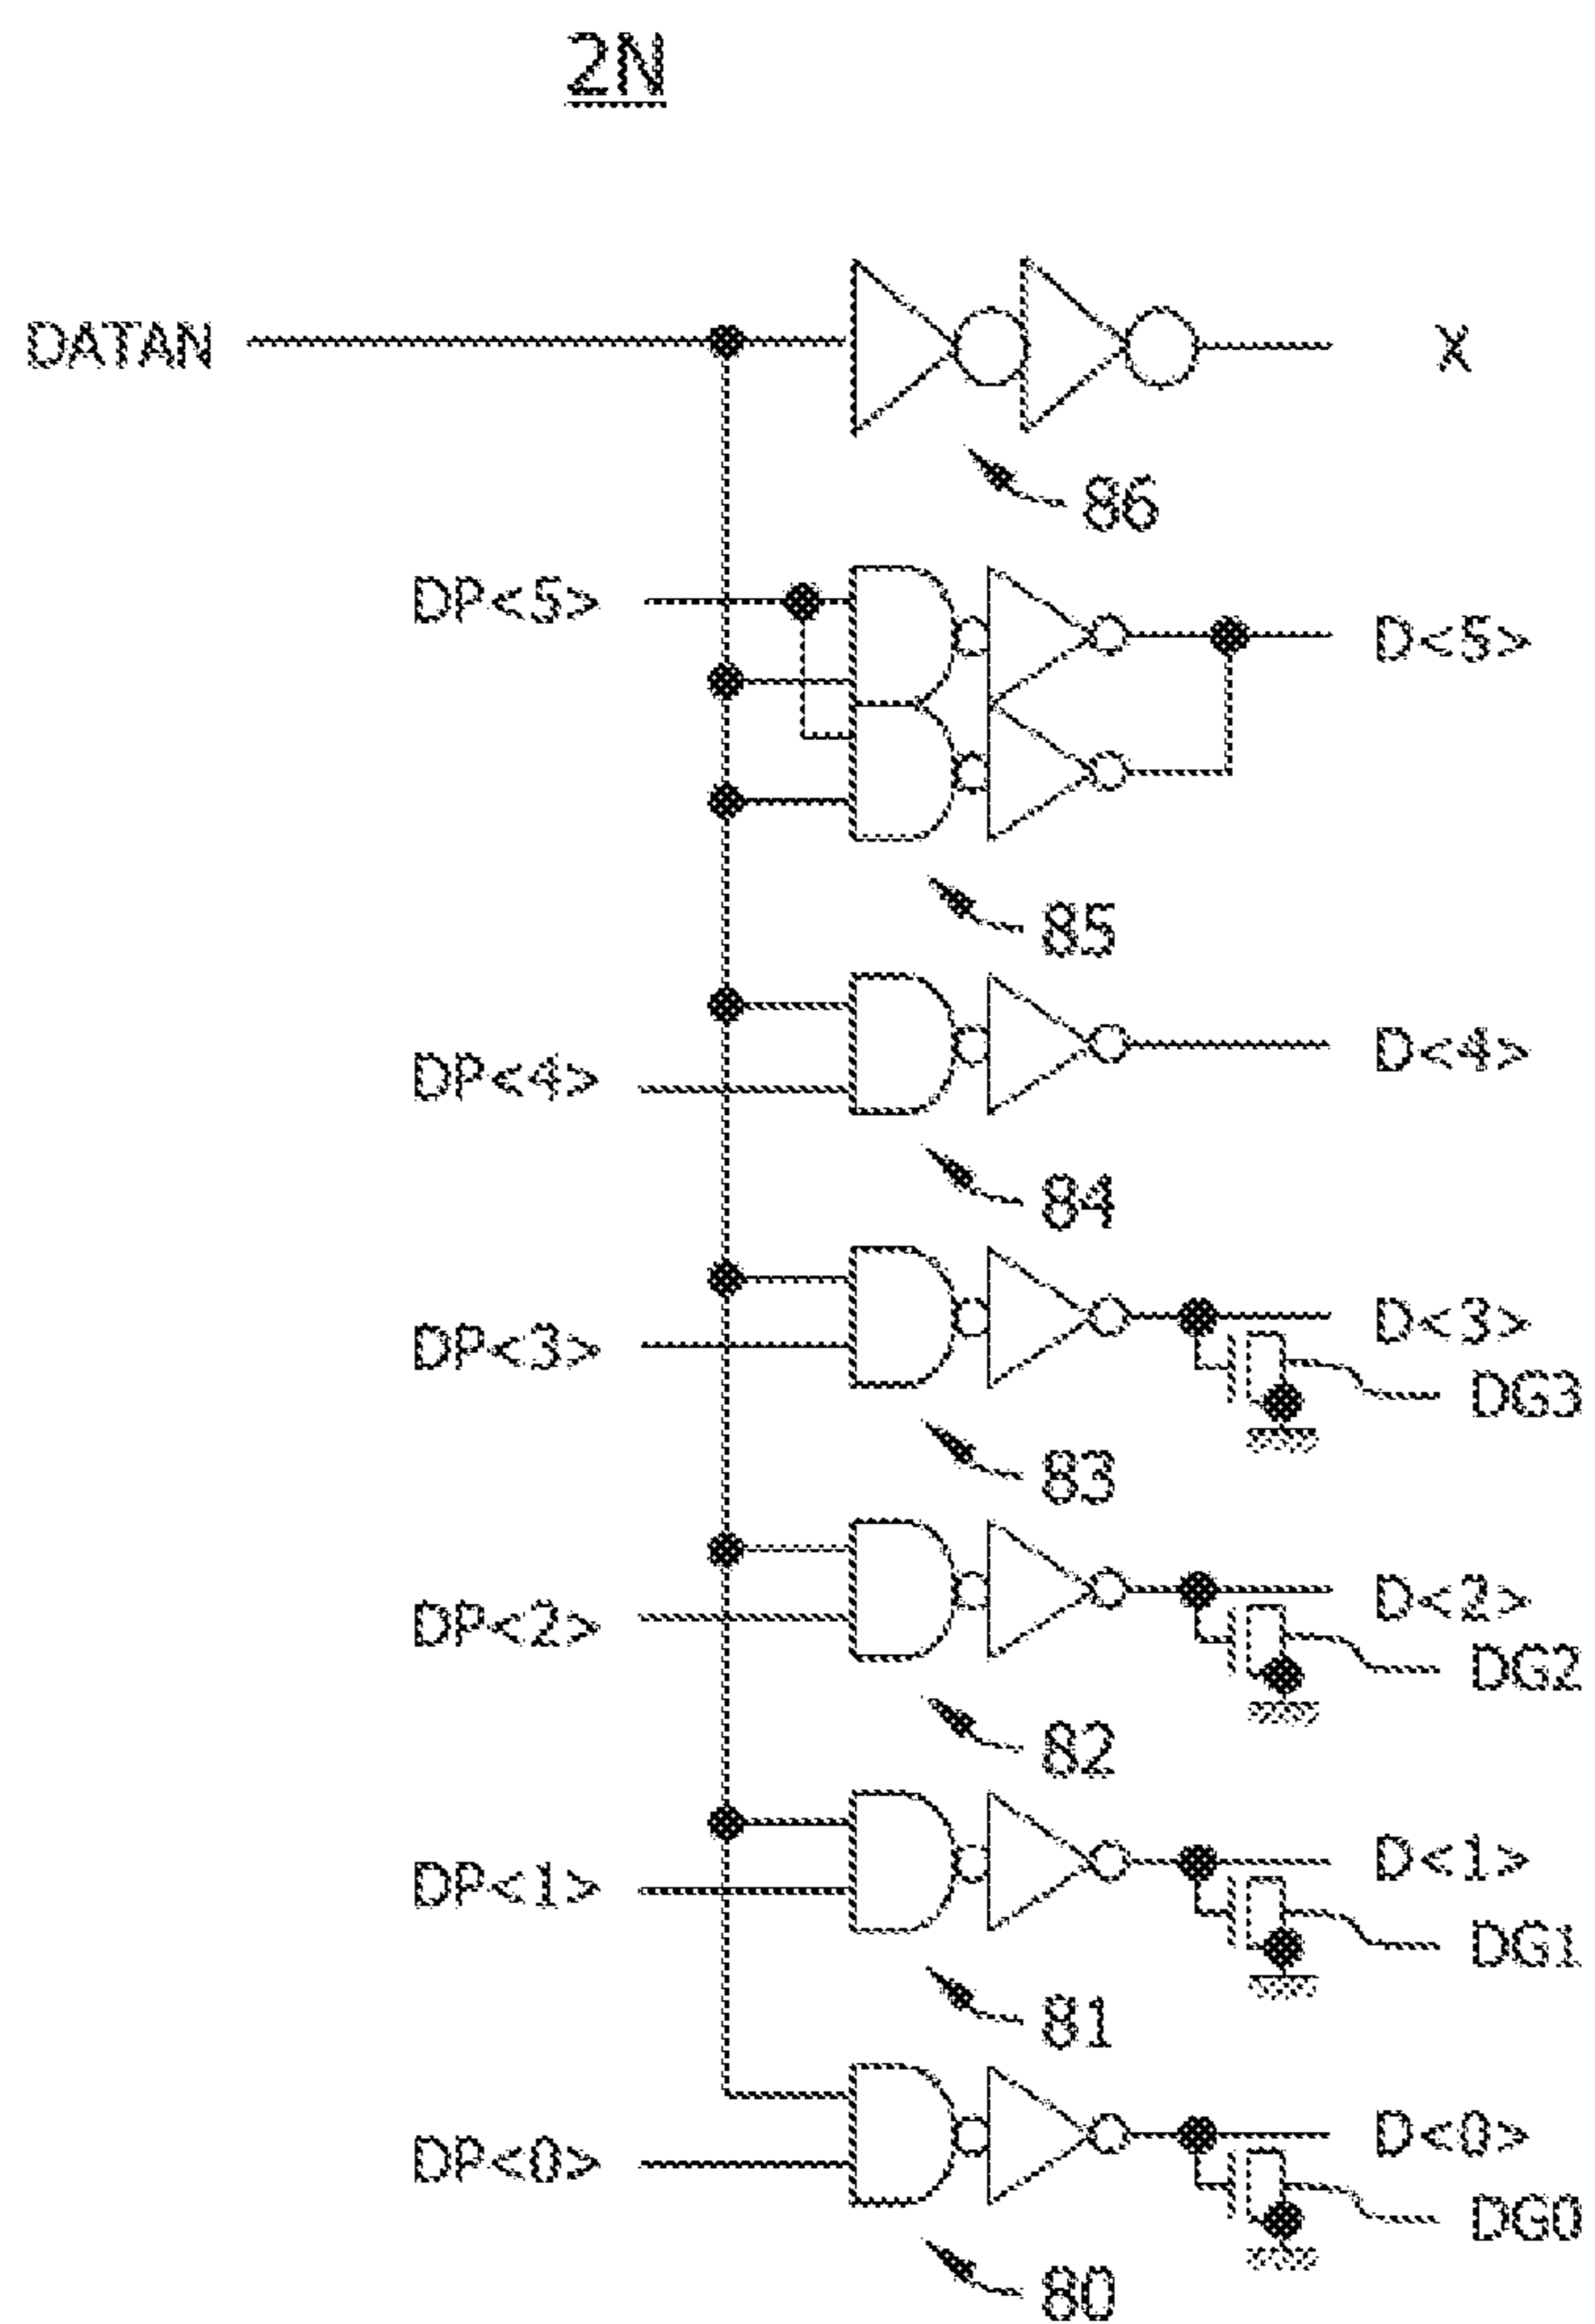 2N
DATAN X
86
DP<5> D<5>
85
DP<4> D<4>
84
DP<3> D<3>
DG3
83
DP<2> D<2>
DG2
82
DP<1> D<1>
DG1
81
DP<0> D<0>
DG0
80